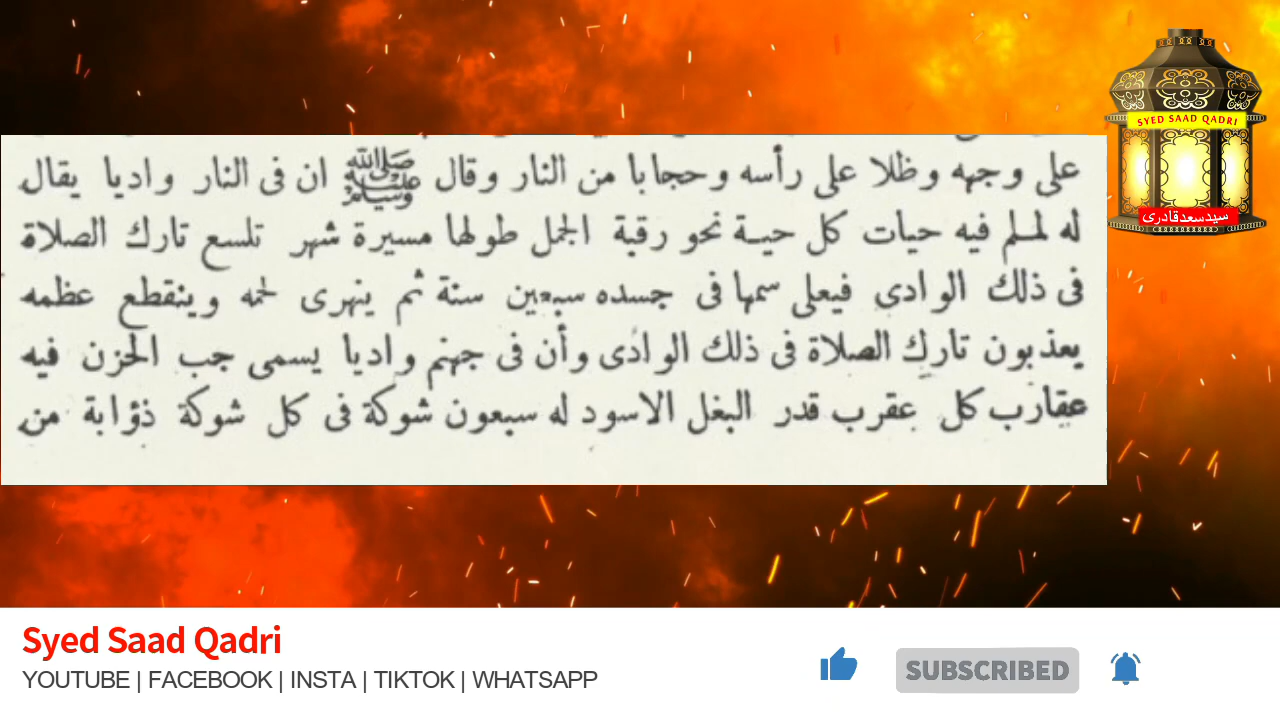 SYED SAAD QADRI
سیدسعدقادری
على وجهه وظلا على رأسه وحجابا من النار وقال ﷺ ان فى النار واديا يقال
له لملم فيه حيات كل حية نحو رقبة الجمل طولها مسيرة شهر تلسع تارك الصلاة
فى ذلك الوادى فيغلى سمها فى جسده سبعين سنة ثم ينهرى لحمه وينقطع عظمه
يعذبون تارك الصلاة فى ذلك الوادى وأن فى جهنم واديا يسمى جب الحزن فيه
عقارب كل عقرب قدر البغل الاسود له سبعون شوكة فى كل شوكة ذؤابة من
Syed Saad Qadri
YOUTUBE | FACEBOOK | INSTA | TIKTOK | WHATSAPP
SUBSCRIBED